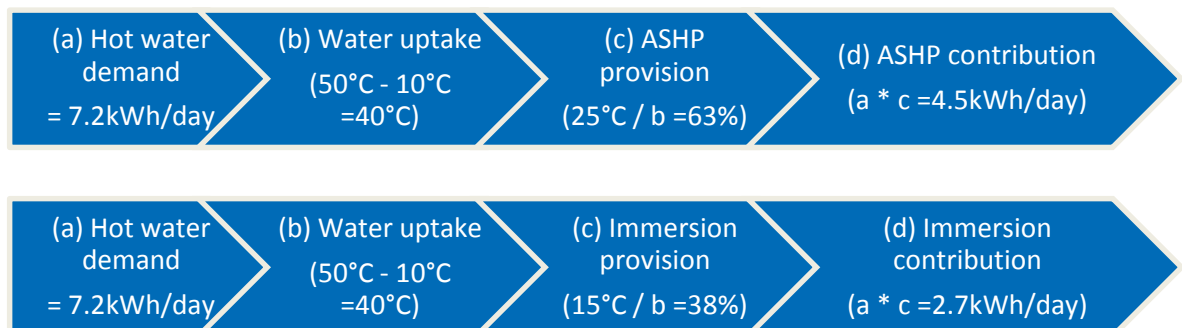 (a) Hot water
demand
= 7.2kWh/day
(b) Water uptake
(50°C - 10°C
=40°C)
(c) ASHP
provision
(25°C / b =63%)
(d) ASHP contribution
(a * c =4.5kWh/day)
(a) Hot water
demand
= 7.2kWh/day
(b) Water uptake
(50°C - 10°C
=40°C)
(c) Immersion
provision
(15°C / b =38%)
(d) Immersion
contribution
(a * c =2.7kWh/day)